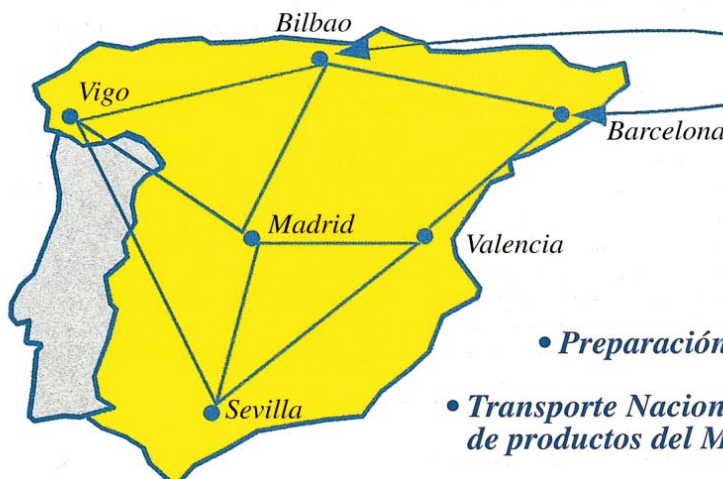 Bilbao
Vigo
Barcelona
Madrid
Valencia
• Preparación
Sevilla
• Transporte Nacion
de productos del M